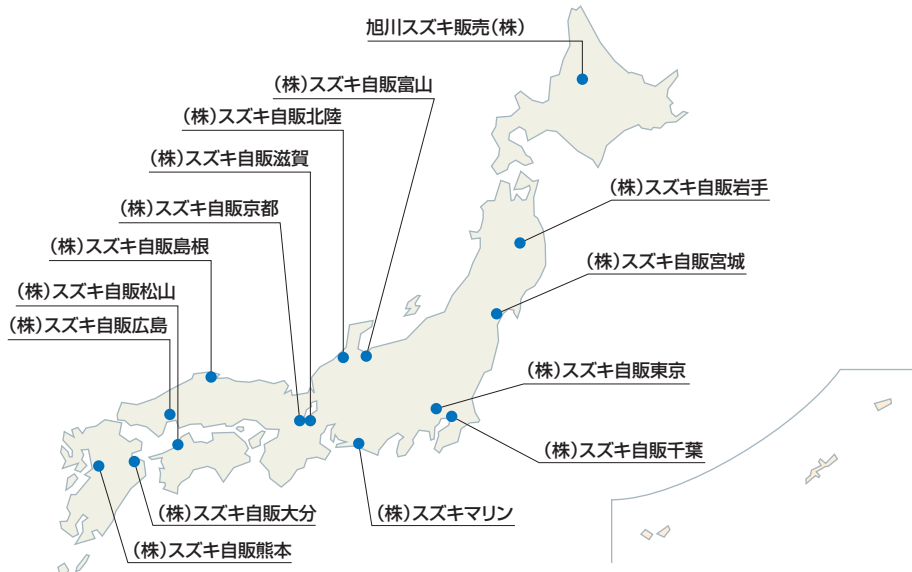 旭川スズキ販売(株)
(株)スズキ自販富山
(株)スズキ自販北陸
(株)スズキ自販滋賀
(株)スズキ自販岩手
(株)スズキ自販京都
(株)スズキ自販島根
(株)スズキ自販宮城
(株)スズキ自販松山
(株)スズキ自販広島
(株)スズキ自販東京
(株)スズキ自販千葉
(株)スズキ自販大分
(株)スズキマリン
(株)スズキ自販熊本